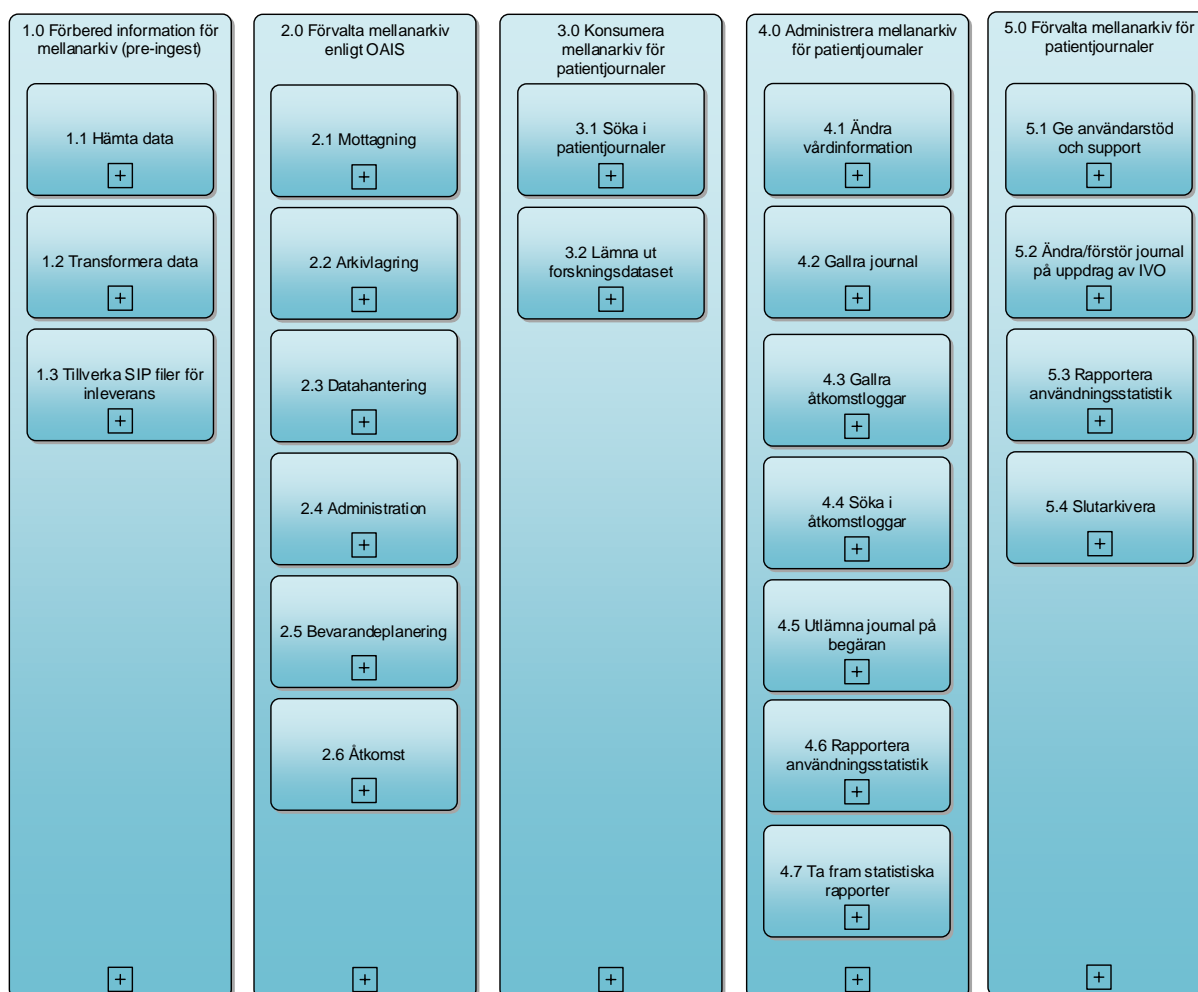 1.0 Förbered information för
mellanarkiv (pre-ingest)
1.1 Hämta data
1.2 Transformera data
1.3 Tillverka SIP filer för
inleverans
2.0 Förvalta mellanarkiv
enligt OAIS
2.1 Mottagning
2.2 Arkivlagring
2.3 Datahantering
2.4 Administration
2.5 Bevarandeplanering
2.6 Åtkomst
3.0 Konsumera
mellanarkiv för
patientjournaler
3.1 Söka i
patientjournaler
3.2 Lämna ut
forskningsdataset
4.0 Administrera mellanarkiv
för patientjournaler
4.1 Ändra
vårdinformation
4.2 Gallra journal
4.3 Gallra
åtkomstloggar
4.4 Söka i
åtkomstloggar
4.5 Utlämna journal på
begäran
4.6 Rapportera
användningsstatistik
4.7 Ta fram statistiska
rapporter
5.0 Förvalta mellanarkiv för
patientjournaler
5.1 Ge användarstöd
och support
5.2 Ändra/förstör journal
på uppdrag av IVO
5.3 Rapportera
användningsstatistik
5.4 Slutarkivera